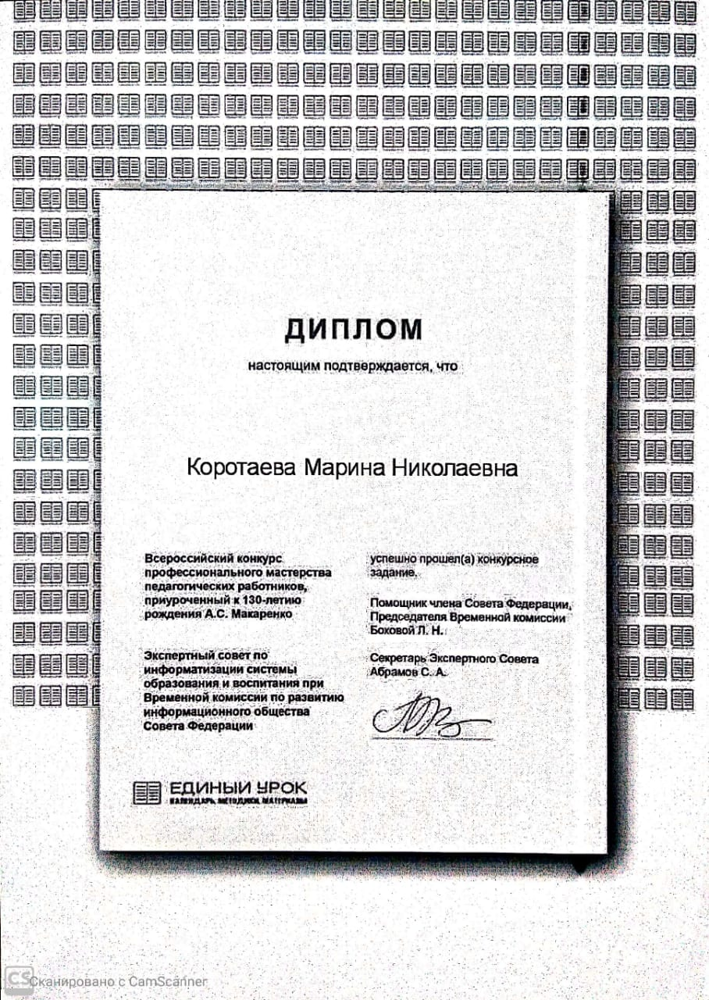 ДИПЛОМ
настоящим подтверждается, что
Коротаева Марина Николаевна
Всероссийский конкурс
профессионального мастерства
педагогических работников,
приуроченный к 130-летию
рождения А.С. Макаренко
успешно прошел(а) конкурсное
задание.
Помощник члена Совета Федерации,
Председателя Временной комиссии
Боховой Л. Н.
Экспертный совет по
информатизации системы
образования и воспитания при
Временной комиссии по развитию
информационного общества
Совета Федерации
Секретарь Экспертного Совета
Абрамов С. А.
ЕДИНЫЙ УРОК
КАЛЕНДАРЬ, МЕТОДИКИ, МАТЕРИАЛЫ
CS Сканировано с CamScanner